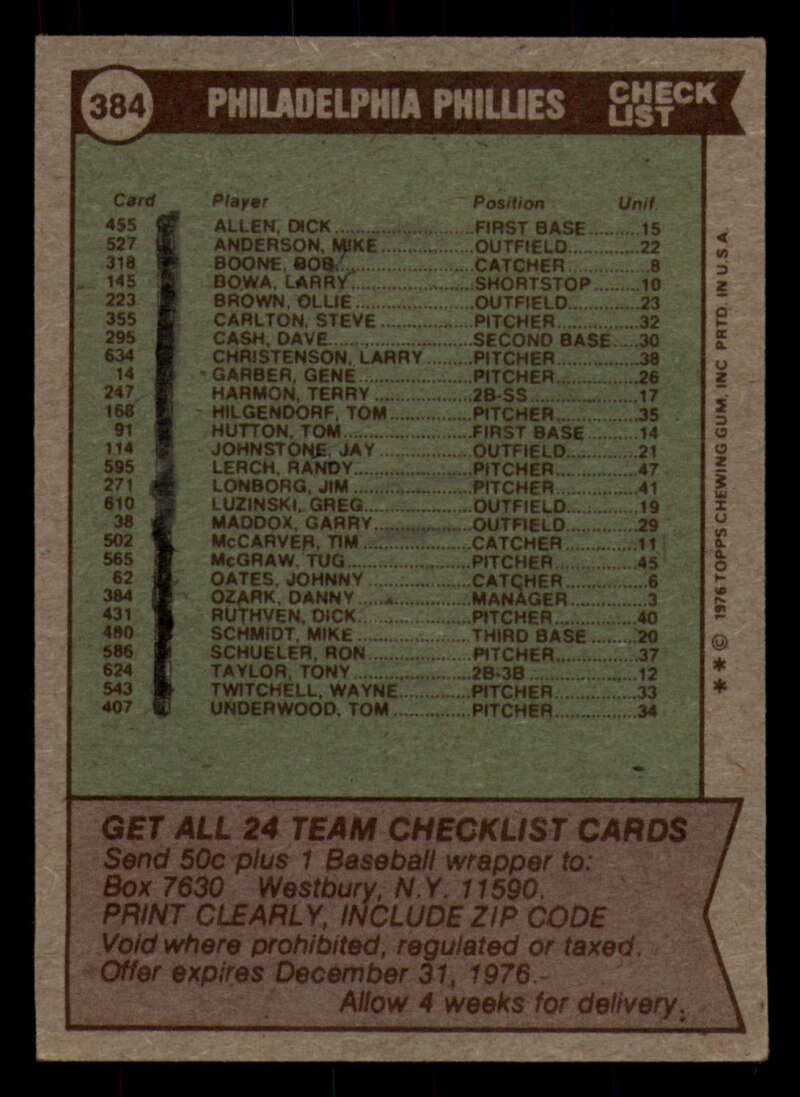 384 PHILADELPHIA PHILLIES CHECK LIST
Card Player Position Unif.
455 ALLEN, DICK FIRST BASE 15
527 ANDERSON, MIKE OUTFIELD 22
318 BOONE, BOB CATCHER 8
145 BOWA, LARRY SHORTSTOP 10
223 BROWN, OLLIE OUTFIELD 23
355 CARLTON, STEVE PITCHER 32
295 CASH, DAVE SECOND BASE 30
634 CHRISTENSON, LARRY PITCHER 38
14 GARBER, GENE PITCHER 26
247 HARMON, TERRY 2B-SS 17
168 HILGENDORF, TOM PITCHER 35
91 HUTTON, TOM FIRST BASE 14
114 JOHNSTONE, JAY OUTFIELD 21
595 LERCH, RANDY PITCHER 47
271 LONBORG, JIM PITCHER 41
610 LUZINSKI, GREG OUTFIELD 19
38 MADDOX, GARRY OUTFIELD 29
502 McCARVER, TIM CATCHER 11
565 McGRAW, TUG PITCHER 45
62 OATES, JOHNNY CATCHER 6
384 OZARK, DANNY MANAGER 3
431 RUTHVEN, DICK PITCHER 40
480 SCHMIDT, MIKE THIRD BASE 20
586 SCHUELER, RON PITCHER 37
624 TAYLOR, TONY 2B-3B 12
543 TWITCHELL, WAYNE PITCHER 33
407 UNDERWOOD, TOM PITCHER 34
** © 1976 TOPPS CHEWING GUM, INC PRTD. IN U.S.A.
GET ALL 24 TEAM CHECKLIST CARDS
Send 50c plus 1 Baseball wrapper to:
Box 7630 Westbury, N.Y. 11590.
PRINT CLEARLY, INCLUDE ZIP CODE
Void where prohibited, regulated or taxed.
Offer expires December 31, 1976.
Allow 4 weeks for delivery.